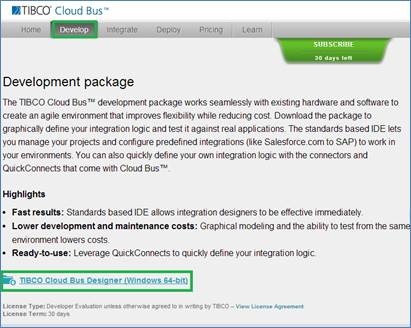 TIBCO® Cloud Bus™
Home Develop Integrate Deploy Pricing Learn
SUBSCRIBE
30 days left
Development package
The TIBCO Cloud Bus™ development package works seamlessly with existing hardware and software to
create an agile environment that improves flexibility while reducing cost. Download the package to
graphically define your integration logic and test it against real applications. The standards based IDE lets
you manage your projects and configure predefined integrations (like Salesforce.com to SAP) to work in
your environments. You can also quickly define your own integration logic with the connectors and
QuickConnects that come with Cloud Bus™.
Highlights
• Fast results: Standards based IDE allows integration designers to be effective immediately.
• Lower development and maintenance costs: Graphical modeling and the ability to test from the same
environment lowers costs.
• Ready-to-use: Leverage QuickConnects to quickly define your integration logic.
TIBCO Cloud Bus Designer (Windows 64-bit)
License Type: Developer Evaluation unless otherwise agreed to in writing by TIBCO – View License Agreement
License Term: 30 days